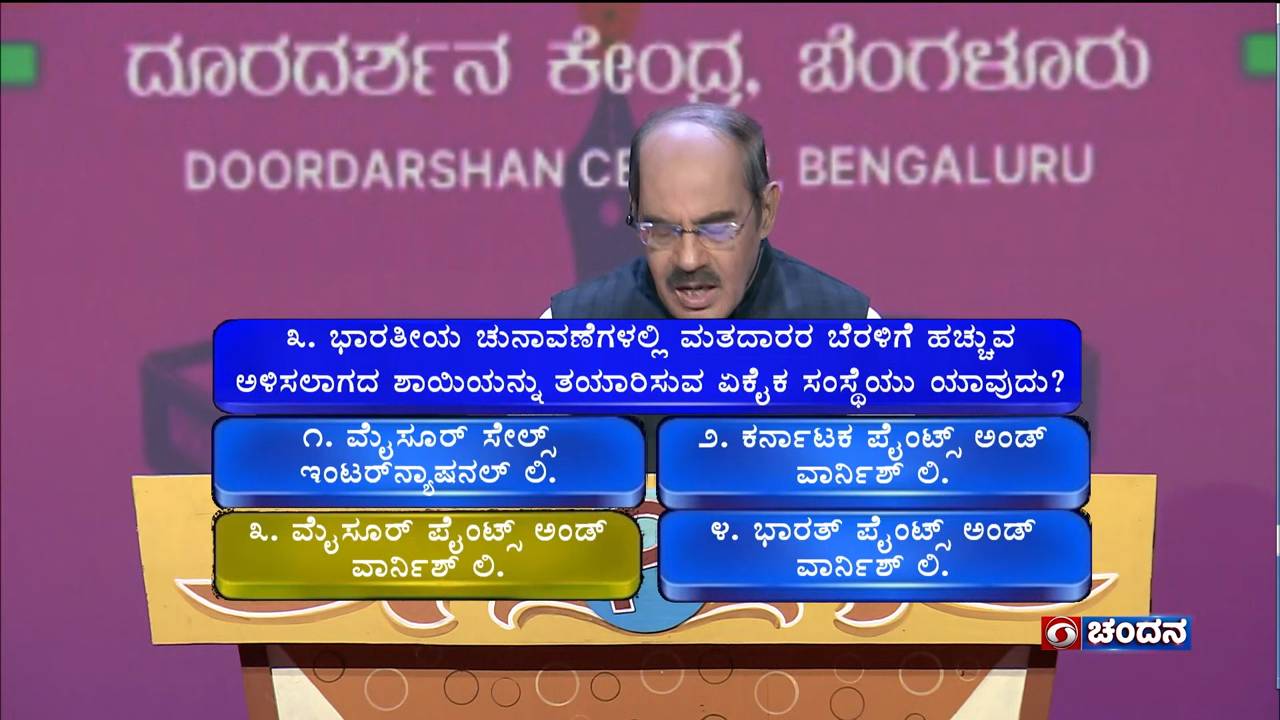 ದೂರದರ್ಶನ ಕೇಂದ್ರ, ಬೆಂಗಳೂರು
DOORDARSHAN CE BENGALURU
೩. ಭಾರತೀಯ ಚುನಾವಣೆಗಳಲ್ಲಿ ಮತದಾರರ ಬೆರಳಿಗೆ ಹಚ್ಚುವ
ಅಳಿಸಲಾಗದ ಶಾಯಿಯನ್ನು ತಯಾರಿಸುವ ಏಕೈಕ ಸಂಸ್ಥೆಯು ಯಾವುದು?
೧. ಮೈಸೂರ್ ಸೇಲ್ಸ್
ಇಂಟರ್‌ನ್ಯಾಷನಲ್ ಲಿ.
೨. ಕರ್ನಾಟಕ ಪೈಂಟ್ಸ್ ಅಂಡ್
ವಾರ್ನಿಶ್ ಲಿ.
೩. ಮೈಸೂರ್ ಪೈಂಟ್ಸ್ ಅಂಡ್
ವಾರ್ನಿಶ್ ಲಿ.
೪. ಭಾರತ್ ಪೈಂಟ್ಸ್ ಅಂಡ್
ವಾರ್ನಿಶ್ ಲಿ.
ಚಂದನ